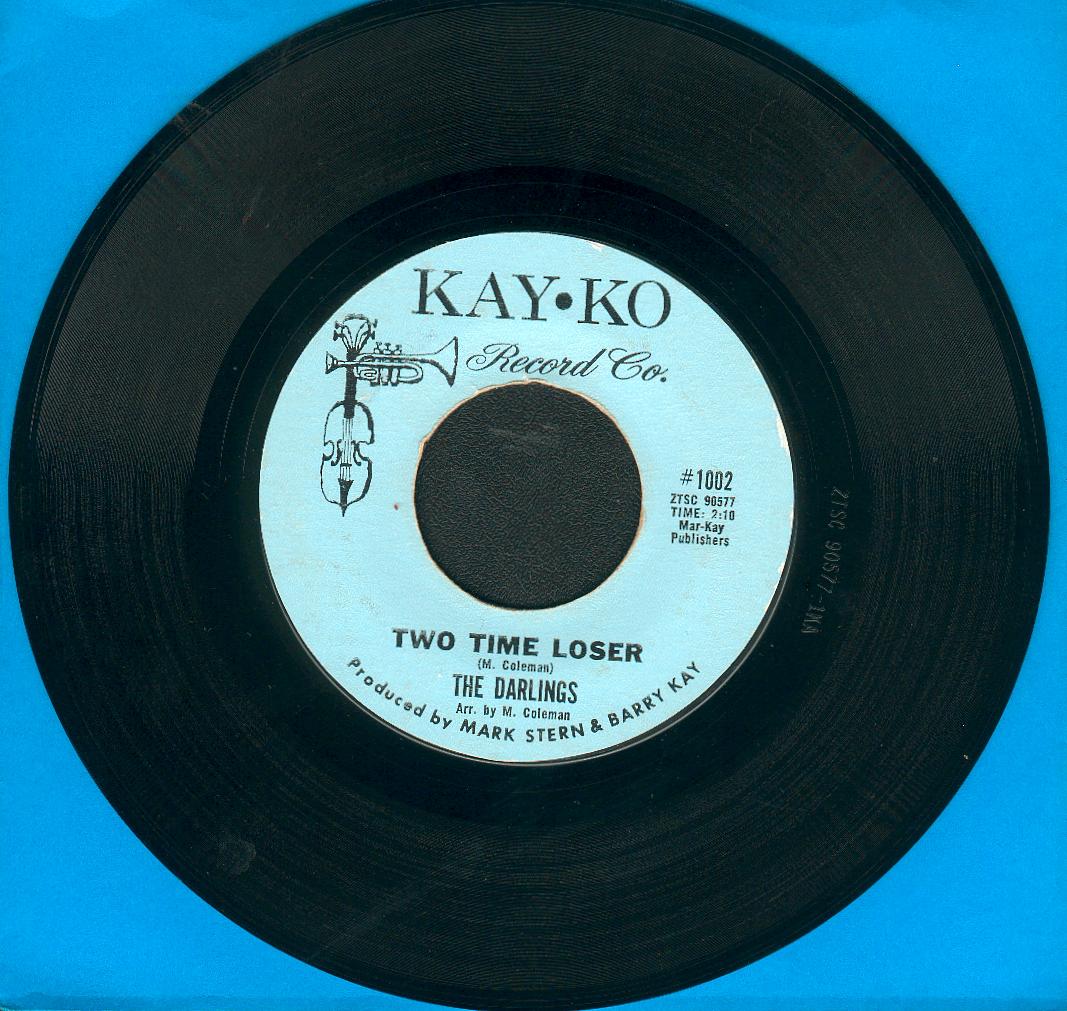 KAY•KO
Record Co.
#1002
ZTSC 90577
TIME: 2:10
Mar-Kay
Publishers
TWO TIME LOSER
(M. Coleman)
THE DARLINGS
Arr. by M. Coleman
Produced by MARK STERN & BARRY KAY
ZTSC 90577-1MA